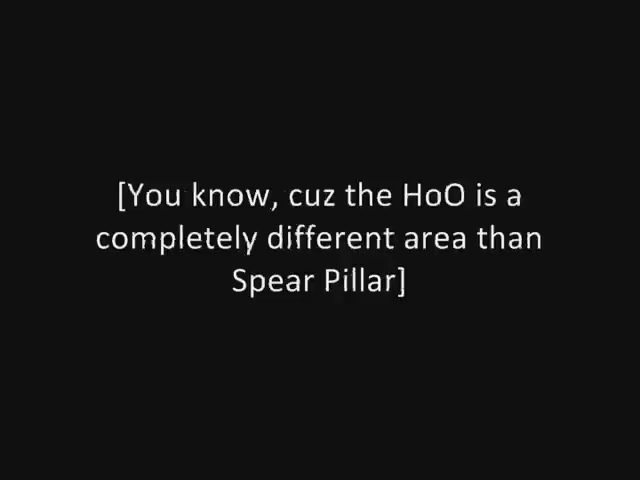 [You know, cuz the HoO is a
completely different area than
Spear Pillar]